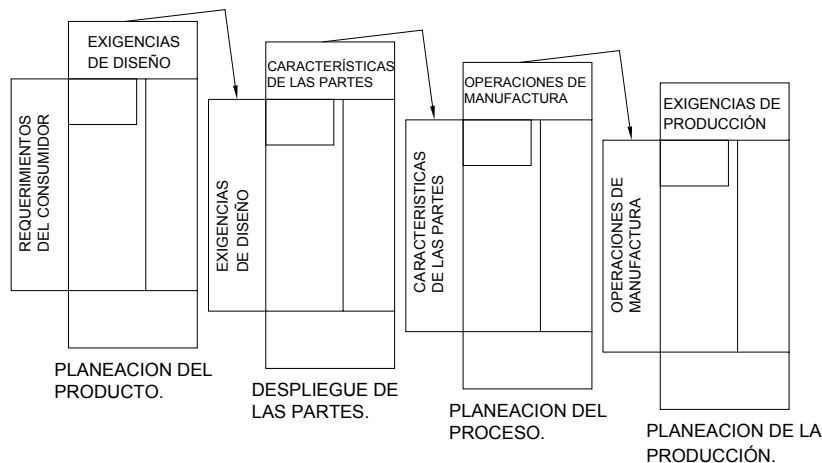 EXIGENCIAS
DE DISEÑO
REQUERIMIENTOS
DEL CONSUMIDOR
PLANEACION DEL
PRODUCTO.
CARACTERÍSTICAS
DE LAS PARTES
EXIGENCIAS
DE DISEÑO
DESPLIEGUE DE
LAS PARTES.
OPERACIONES DE
MANUFACTURA
CARACTERISTICAS
DE LAS PARTES
PLANEACION DEL
PROCESO.
EXIGENCIAS DE
PRODUCCIÓN
OPERACIONES DE
MANUFACTURA
PLANEACION DE LA
PRODUCCIÓN.